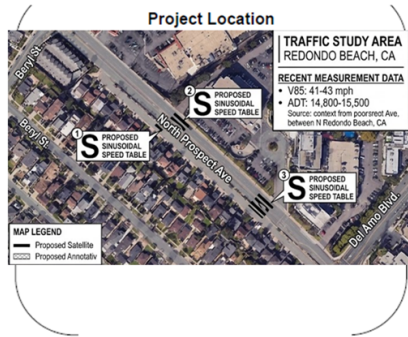 Project Location
TRAFFIC STUDY AREA
REDONDO BEACH, CA
RECENT MEASUREMENT DATA
• V85: 41-43 mph
• ADT: 14,800-15,500
Source: context from poorsrect Ave.
between N Redondo Beach, CA
Beryl St.
Beryl St.
2
S PROPOSED
SINUSOIDAL
SPEED TABLE
1
S PROPOSED
SINUSOIDAL
SPEED TABLE
North Prospect Ave
3
S PROPOSED
SINUSOIDAL
SPEED TABLE
Del Amo Blvd.
MAP LEGEND
Proposed Satellite
Proposed Annotativ